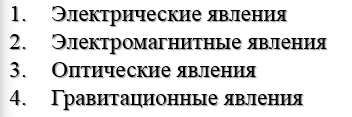 1. Электрические явления
2. Электромагнитные явления
3. Оптические явления
4. Гравитационные явления